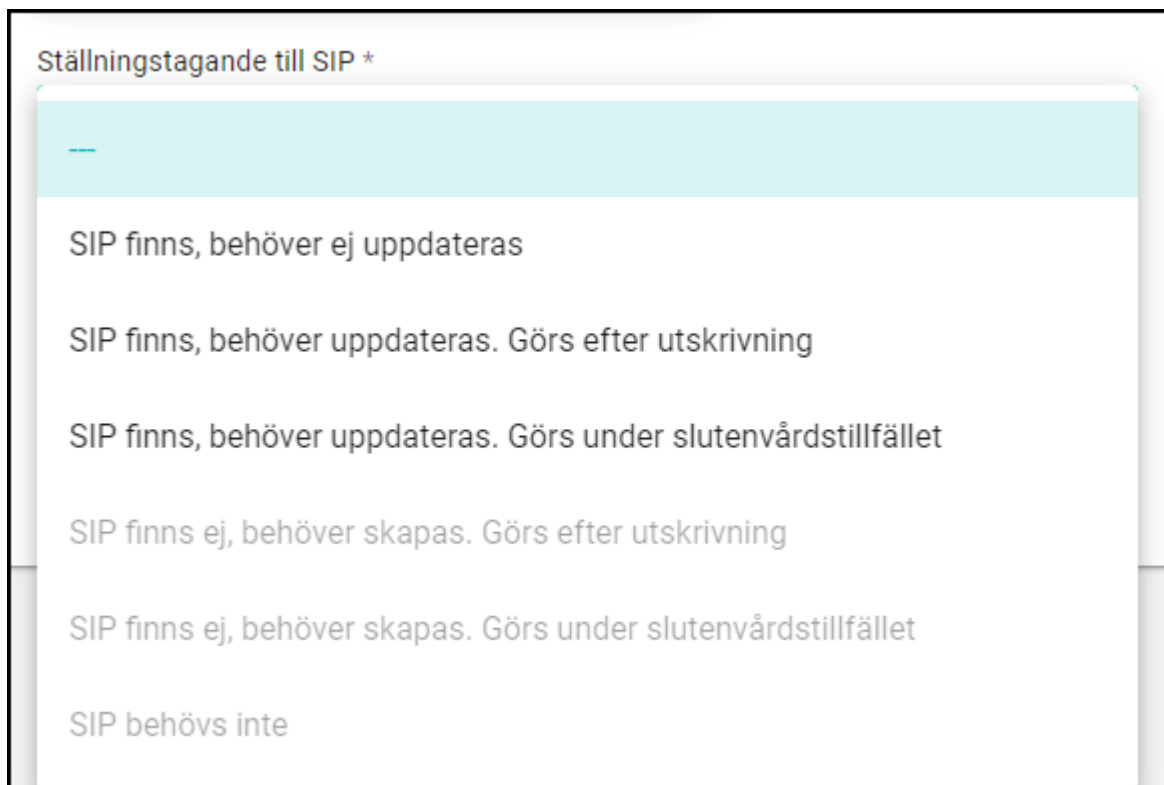 Ställningstagande till SIP *
---
SIP finns, behöver ej uppdateras
SIP finns, behöver uppdateras. Görs efter utskrivning
SIP finns, behöver uppdateras. Görs under slutenvårdstillfället
SIP finns ej, behöver skapas. Görs efter utskrivning
SIP finns ej, behöver skapas. Görs under slutenvårdstillfället
SIP behövs inte